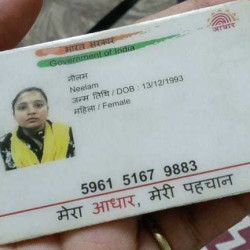 भारत सरकार
Government of India
आधार
नीलम
Neelam
जन्म तिथि / DOB : 13/12/1993
महिला / Female
5961 5167 9883
मेरा आधार, मेरी पहचान